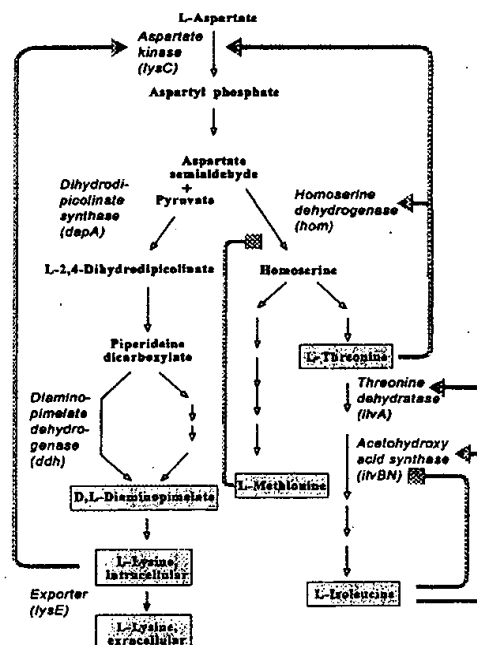 L-Aspartate
Aspartate
kinase
(lysC)
Aspartyl phosphate
Aspartate
semialdehyde
+
Pyruvate
Dihydrodi-
picolinate
synthase
(dapA)
Homoserine
dehydrogenase
(hom)
L-2,4-Dihydrodipicolinate
Homoserine
Piperideine
dicarboxylate
L-Threonine
Diamino-
pimelate
dehydro-
genase
(ddh)
Threonine
dehydratase
(ilvA)
Acetohydroxy
acid synthase
(ilvBN)
D,L-Diaminopimelate
L-Methionine
L-Lysine,
intracellular
L-Isoleucine
Exporter
(lysE)
L-Lysine,
exracellular